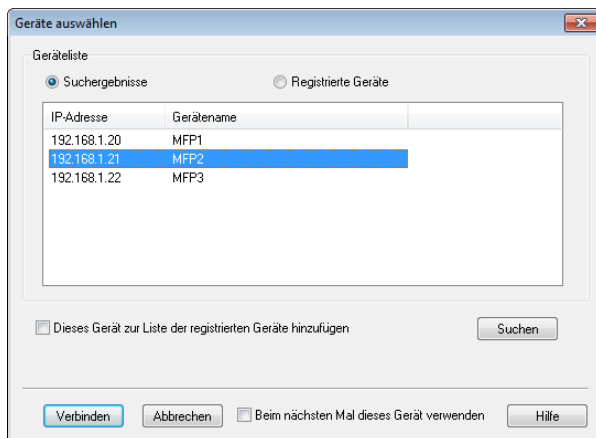 Geräte auswählen
Geräteliste
Suchergebnisse Registrierte Geräte
IP-Adresse Gerätename
192.168.1.20 MFP1
192.168.1.21 MFP2
192.168.1.22 MFP3
Dieses Gerät zur Liste der registrierten Geräte hinzufügen Suchen
Verbinden Abbrechen Beim nächsten Mal dieses Gerät verwenden Hilfe